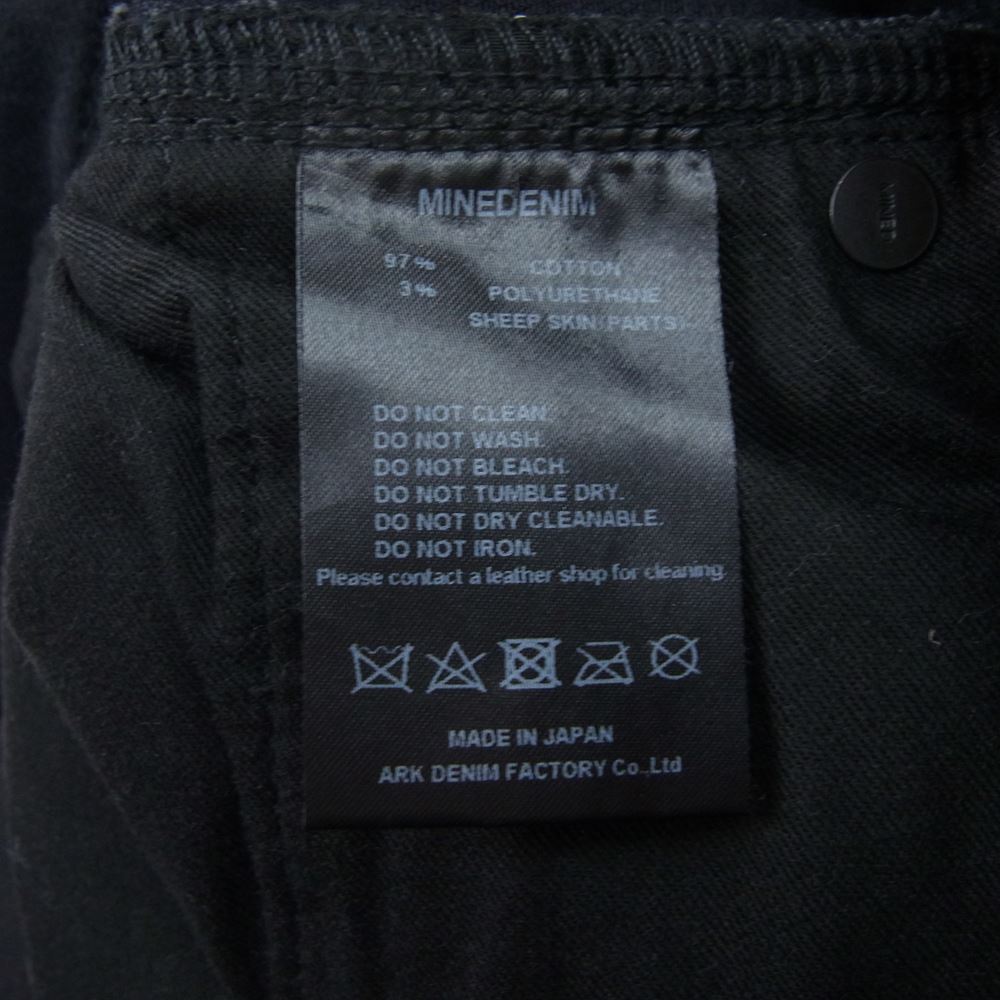 MINEDENIM
97% COTTON
3% POLYURETHANE
SHEEP SKIN(PARTS)
DO NOT CLEAN.
DO NOT WASH.
DO NOT BLEACH.
DO NOT TUMBLE DRY.
DO NOT DRY CLEANABLE.
DO NOT IRON.
Please contact a leather shop for cleaning.
MADE IN JAPAN
ARK DENIM FACTORY Co.,Ltd